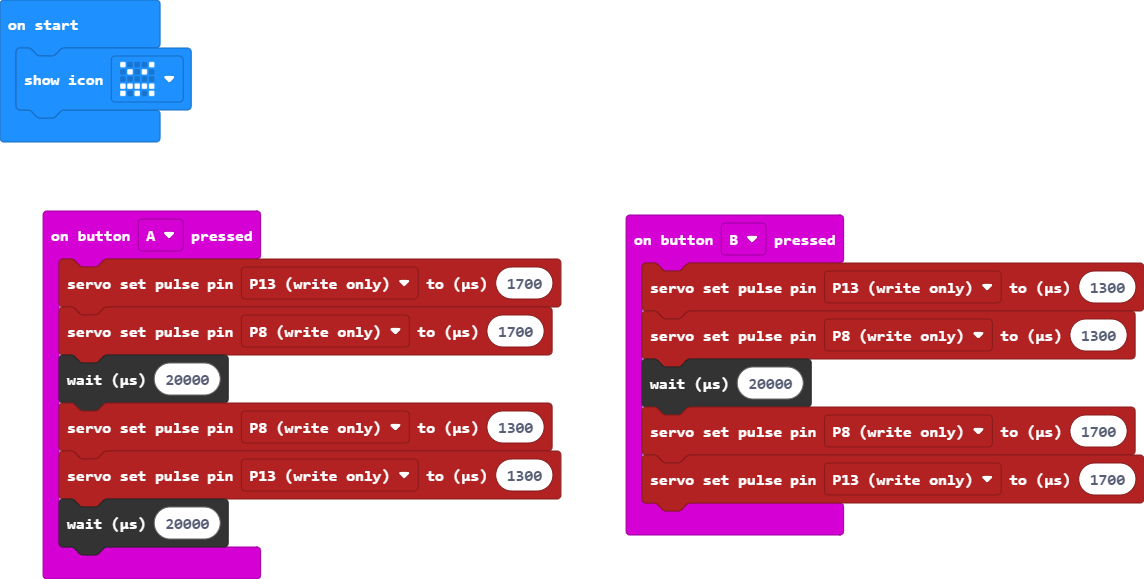 on start
show icon
on button A pressed
servo set pulse pin P13 (write only) to (µs) 1700
servo set pulse pin P8 (write only) to (µs) 1700
wait (µs) 20000
servo set pulse pin P8 (write only) to (µs) 1300
servo set pulse pin P13 (write only) to (µs) 1300
wait (µs) 20000
on button B pressed
servo set pulse pin P13 (write only) to (µs) 1300
servo set pulse pin P8 (write only) to (µs) 1300
wait (µs) 20000
servo set pulse pin P8 (write only) to (µs) 1700
servo set pulse pin P13 (write only) to (µs) 1700